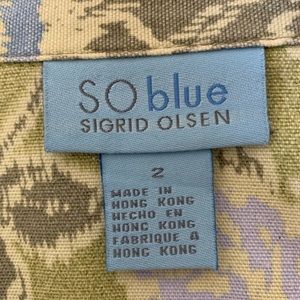 SO blue
SIGRID OLSEN
2
MADE IN
HONG KONG
HECHO EN
HONG KONG
FABRIQUE A
HONG KONG